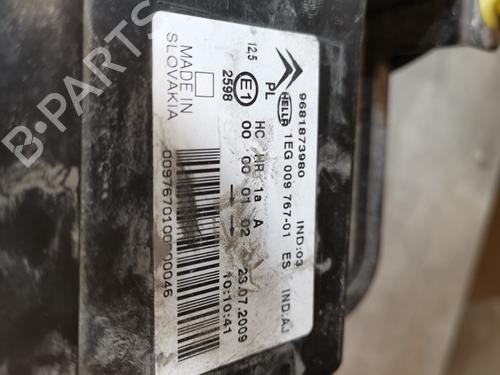 9681873980 IND:03
HELLA 1EG 009 767-01 ES IND:AJ
PL
12,5 E1 HC HR 1a A 23.07.2009
2598 00 00 01 02 10:10:41
MADE IN
SLOVAKIA
B-PARTS